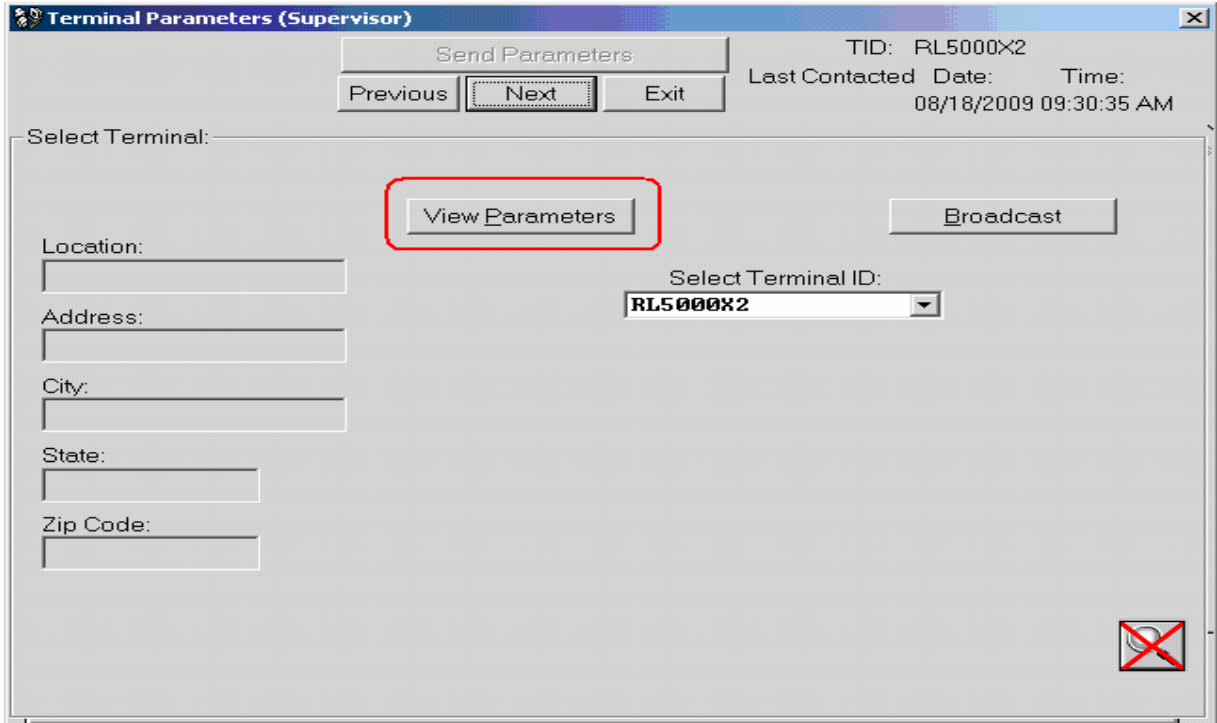 Terminal Parameters (Supervisor)
Send Parameters
Previous Next Exit
TID: RL5000X2
Last Contacted Date: Time:
08/18/2009 09:30:35 AM
Select Terminal:
View Parameters
Broadcast
Location:
Select Terminal ID:
RL5000X2
Address:
City:
State:
Zip Code: